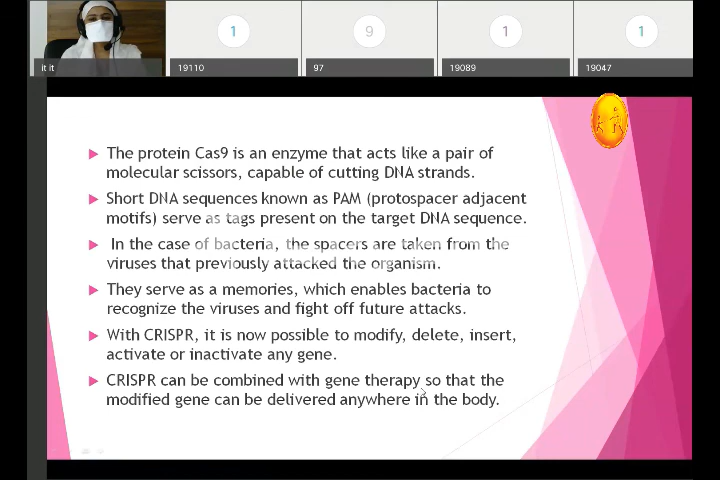 1
9
1
1
it it
19110
97
19089
19047
The protein Cas9 is an enzyme that acts like a pair of
molecular scissors, capable of cutting DNA strands.
Short DNA sequences known as PAM (protospacer adjacent
motifs) serve as tags present on the target DNA sequence.
In the case of bacteria, the spacers are taken from the
viruses that previously attacked the organism.
They serve as a memories, which enables bacteria to
recognize the viruses and fight off future attacks.
With CRISPR, it is now possible to modify, delete, insert,
activate or inactivate any gene.
CRISPR can be combined with gene therapy so that the
modified gene can be delivered anywhere in the body.